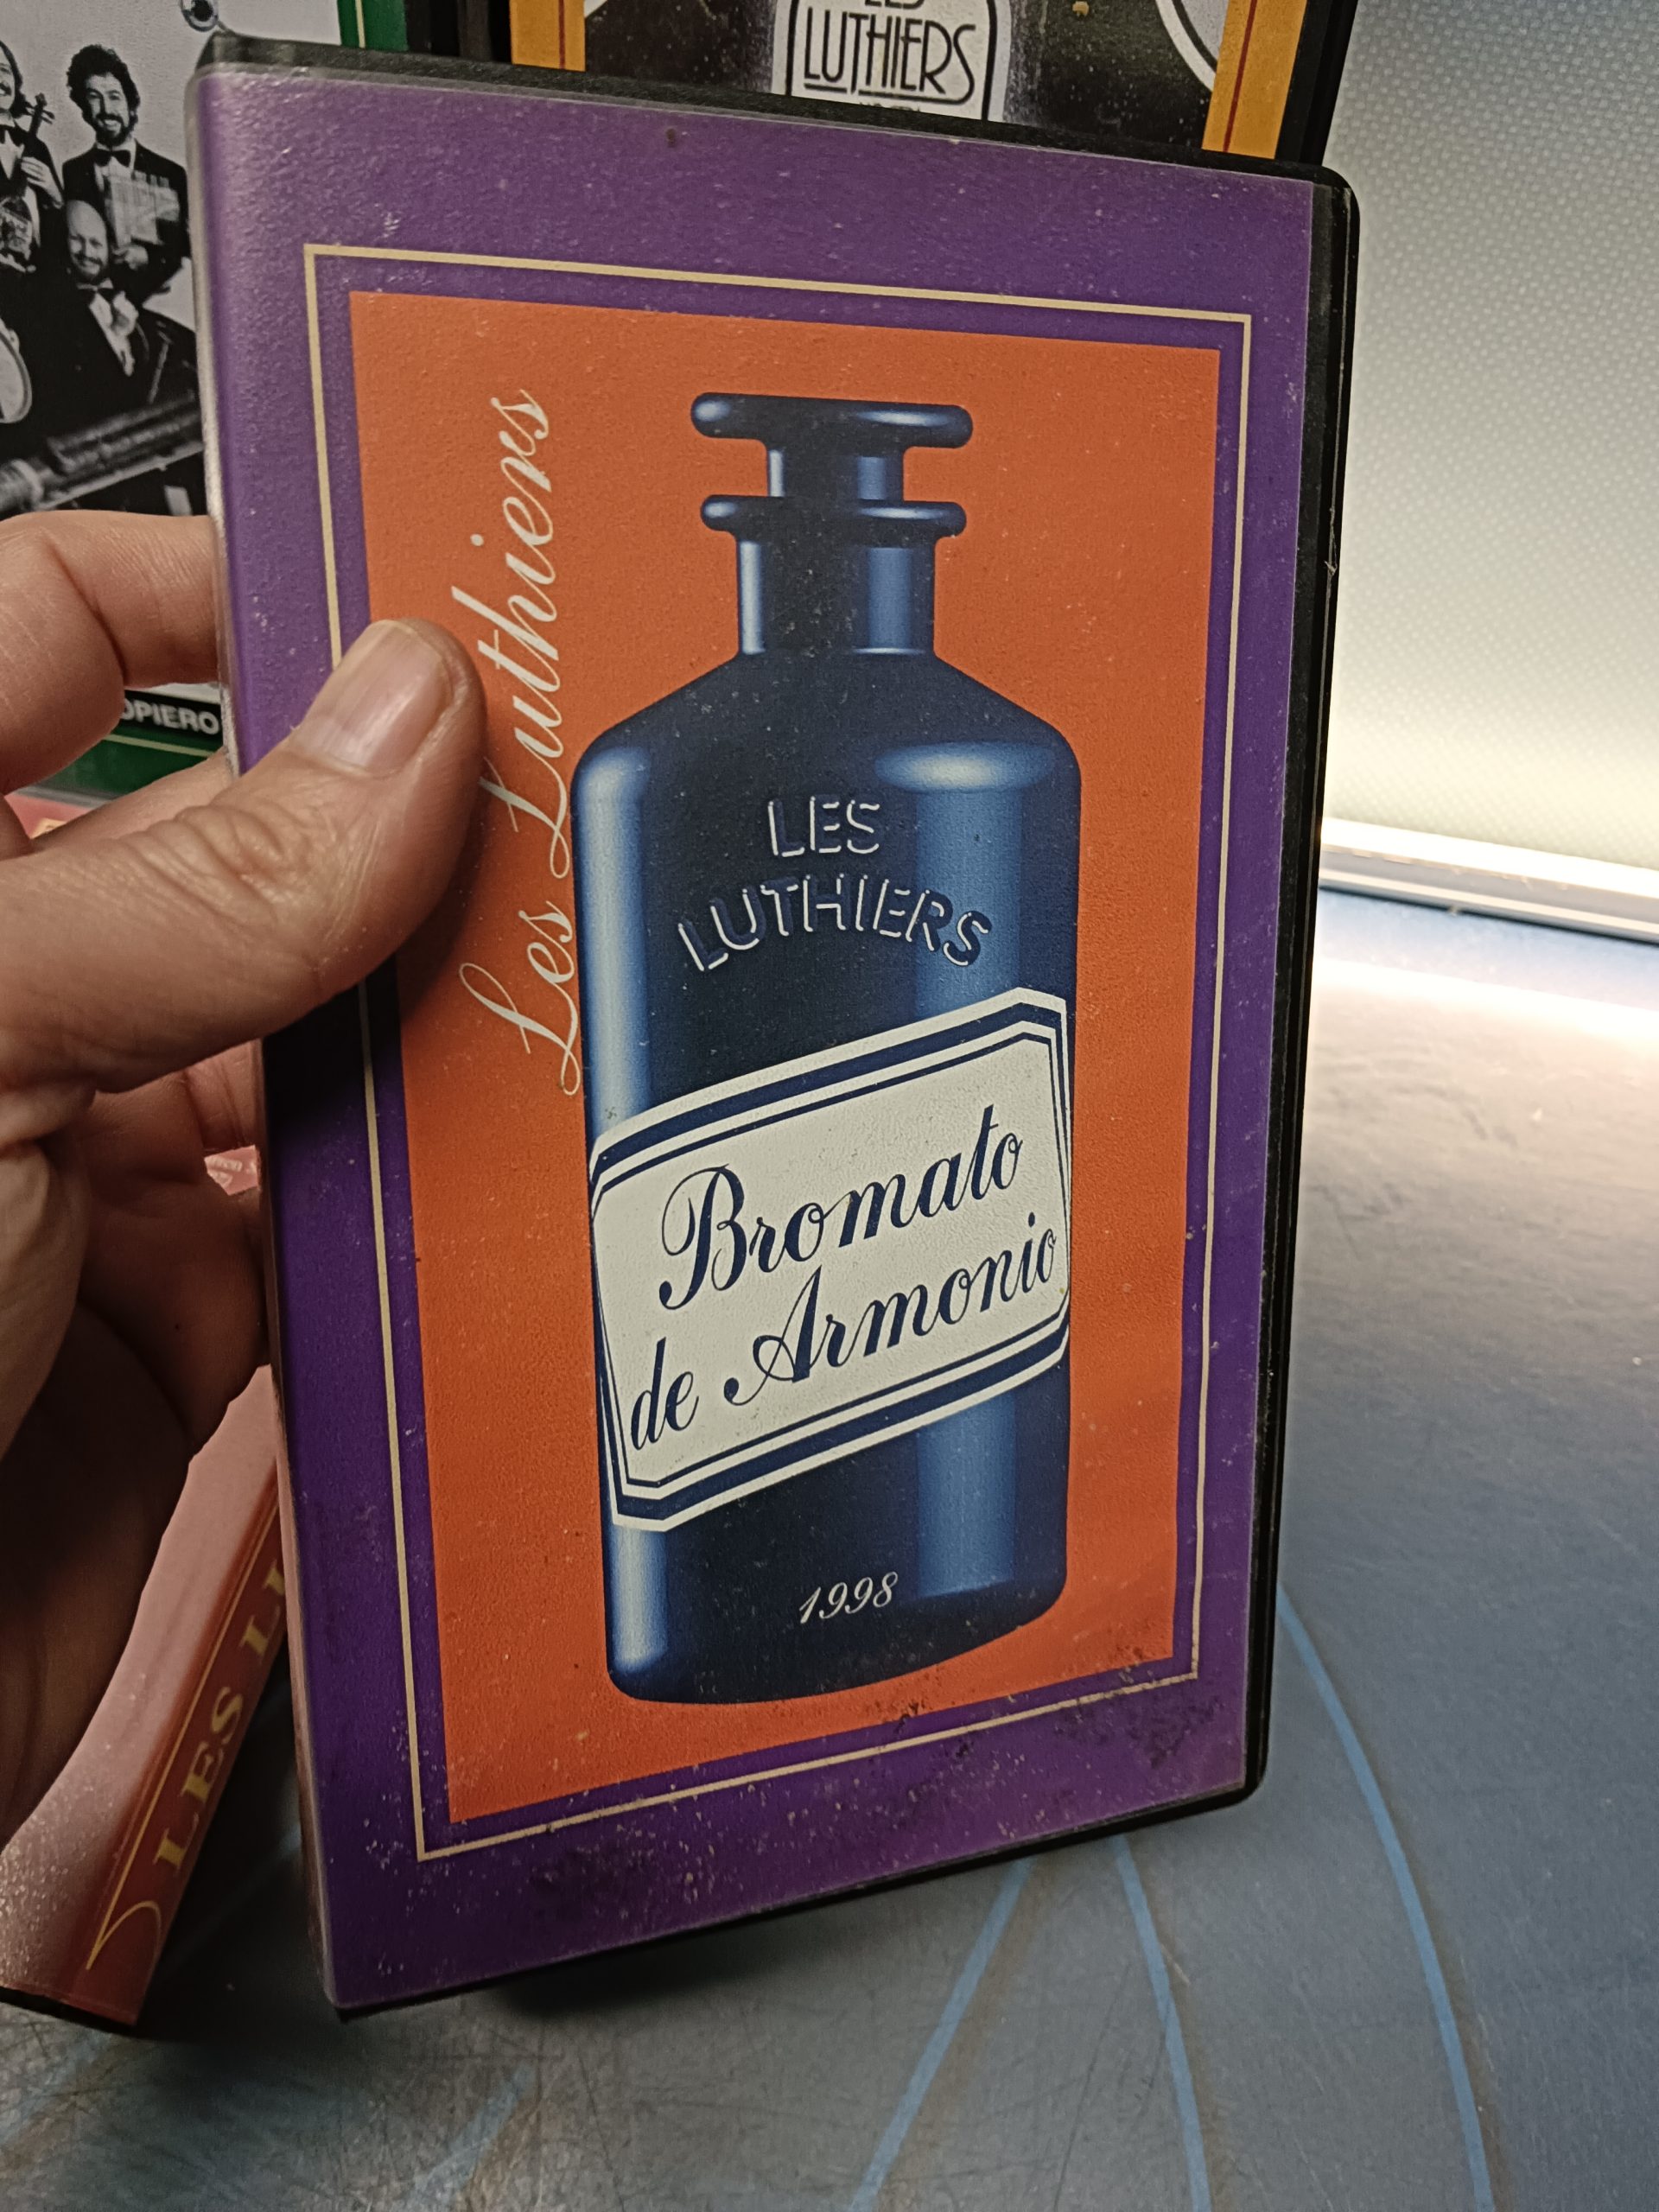 LES
LUTHIERS
OPIERO
Les Luthiers
LES
LUTHIERS
Bromato
de Armonio
1998
LES